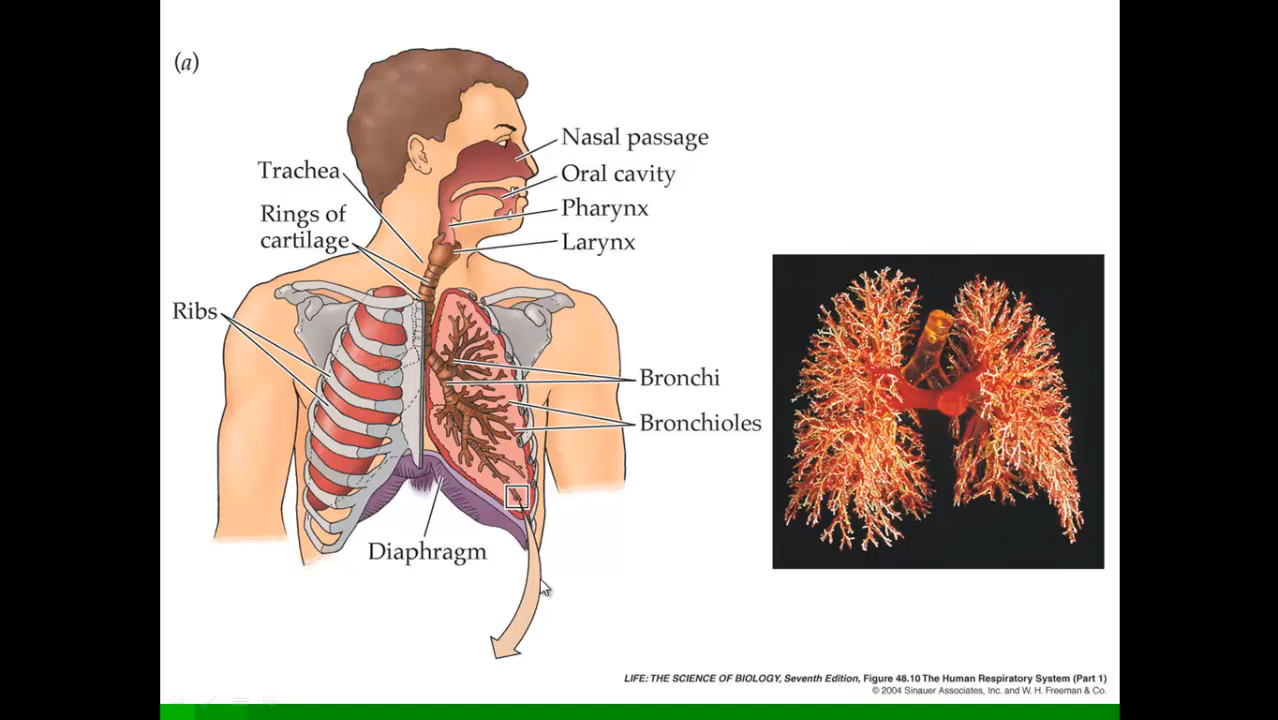 (a)
Nasal passage
Oral cavity
Pharynx
Larynx
Trachea
Rings of
cartilage
Ribs
Bronchi
Bronchioles
Diaphragm
LIFE: THE SCIENCE OF BIOLOGY, Seventh Edition, Figure 48.10 The Human Respiratory System (Part 1)
© 2004 Sinauer Associates, Inc. and W. H. Freeman & Co.